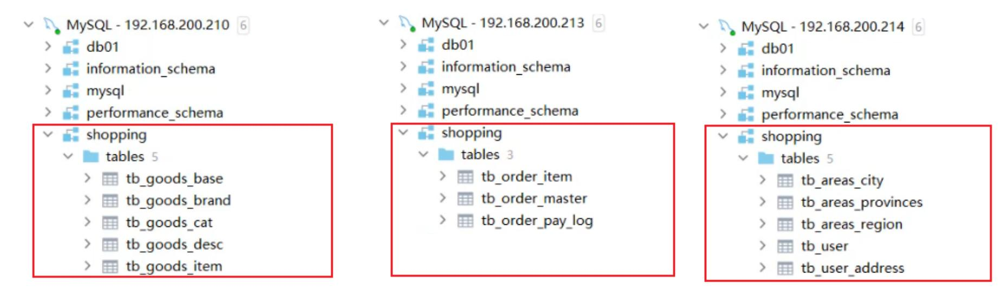 MySQL - 192.168.200.210 6
db01
information_schema
mysql
performance_schema
shopping
tables 5
tb_goods_base
tb_goods_brand
tb_goods_cat
tb_goods_desc
tb_goods_item
MySQL - 192.168.200.213 6
db01
information_schema
mysql
performance_schema
shopping
tables 3
tb_order_item
tb_order_master
tb_order_pay_log
MySQL - 192.168.200.214 6
db01
information_schema
mysql
performance_schema
shopping
tables 5
tb_areas_city
tb_areas_provinces
tb_areas_region
tb_user
tb_user_address